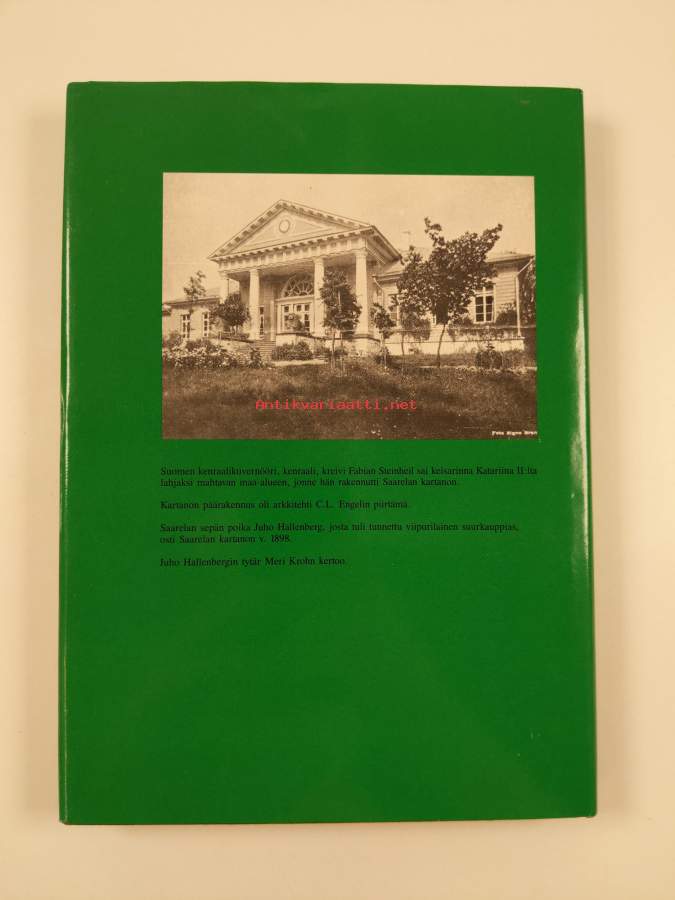 Antikvariaatti.net
Foto Signe Bran
Suomen kenraalikuvernööri, kenraali, kreivi Fabian Steinheil sai keisarinna Katariina II:lta
lahjaksi mahtavan maa-alueen, jonne hän rakennutti Saarelan kartanon.
Kartanon päärakennus oli arkkitehti C.L. Engelin piirtämä.
Saarelan sepän poika Juho Hallenberg, josta tuli tunnettu viipurilainen suurkauppias,
osti Saarelan kartanon v. 1898.
Juho Hallenbergin tytär Meri Krohn kertoo.